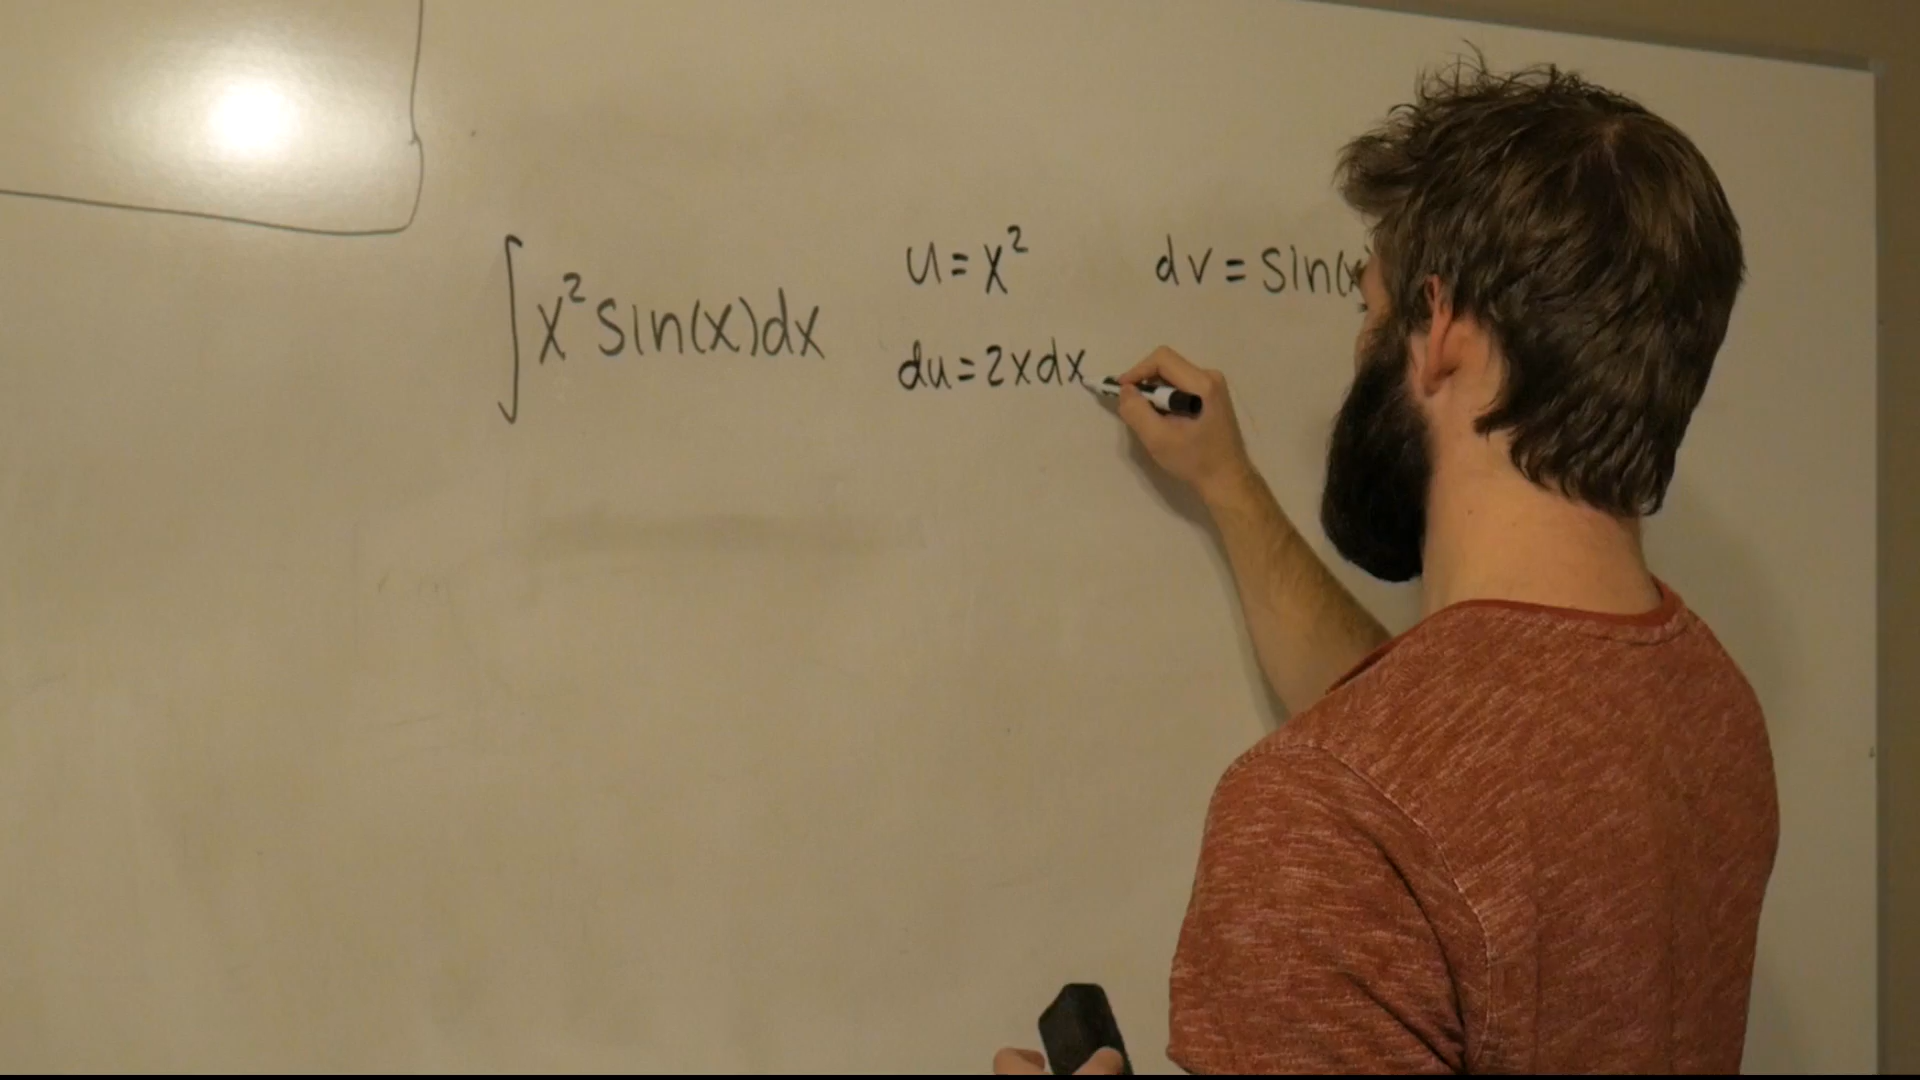 ∫x²sin(x)dx
u=x² dv=sin(x
du=2xdx